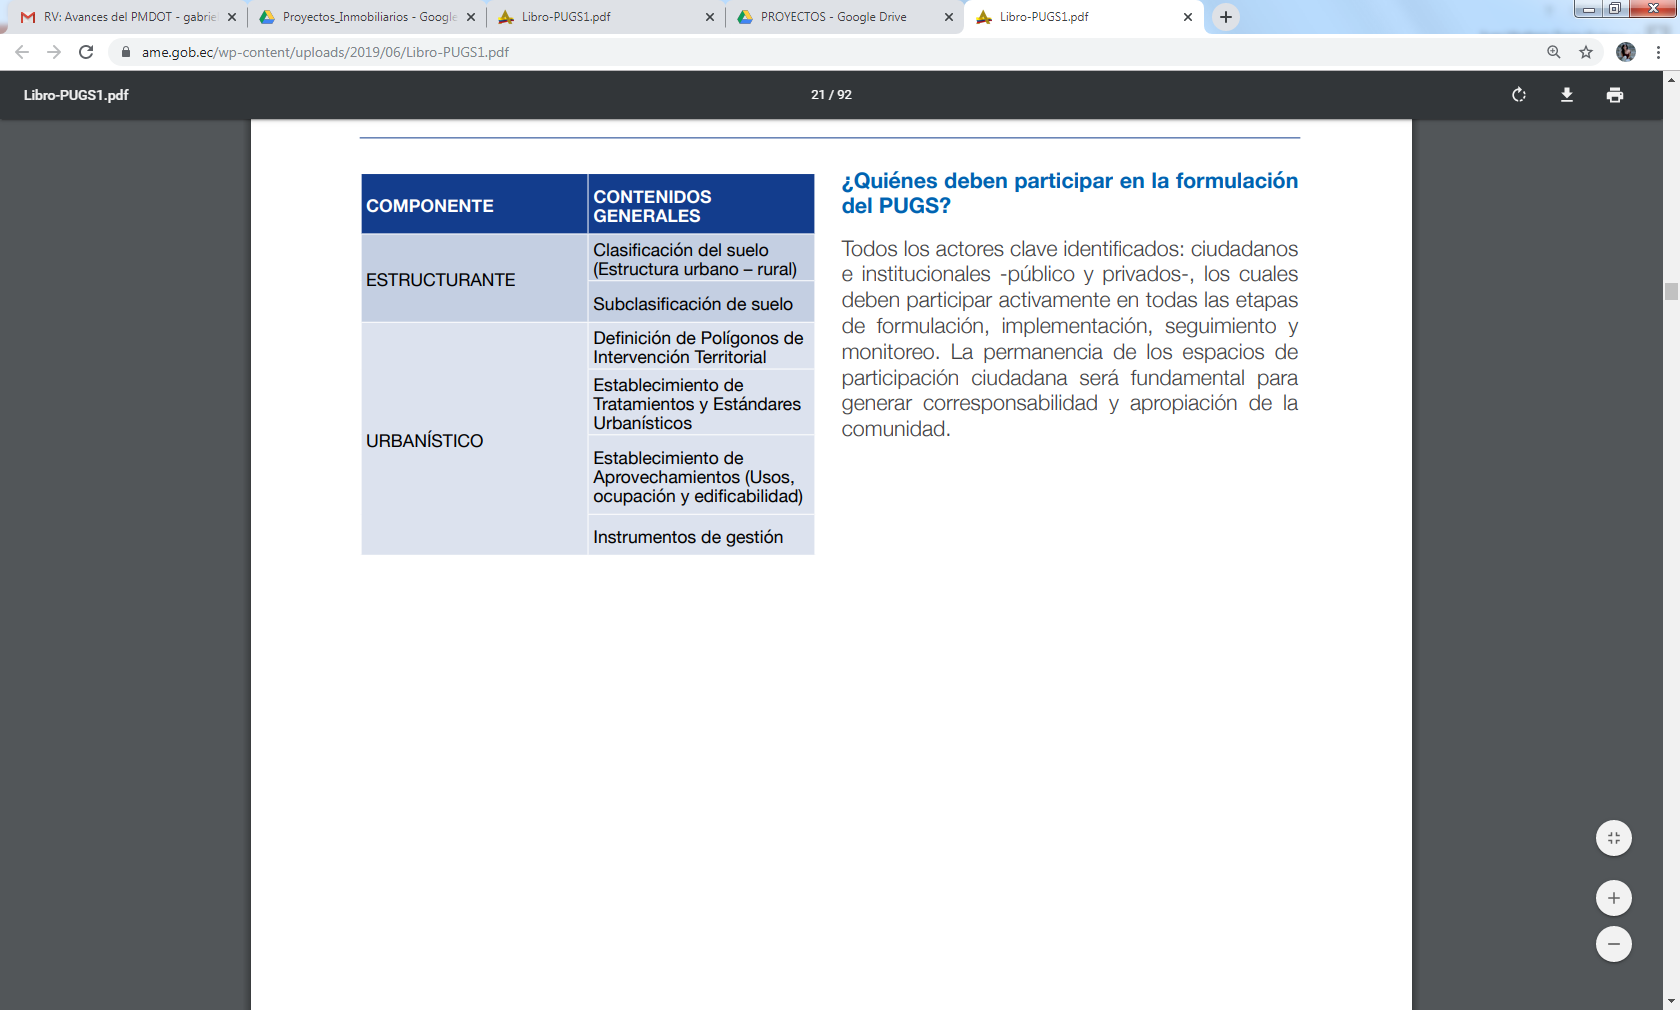 RV: Avances del PMDOT - gabrie
Proyectos_Inmobiliarios - Google
Libro-PUGS1.pdf
PROYECTOS - Google Drive
Libro-PUGS1.pdf
ame.gob.ec/wp-content/uploads/2019/06/Libro-PUGS1.pdf
Libro-PUGS1.pdf
21 / 92
COMPONENTE
CONTENIDOS
GENERALES
ESTRUCTURANTE
Clasificación del suelo
(Estructura urbano – rural)
Subclasificación de suelo
URBANÍSTICO
Definición de Polígonos de
Intervención Territorial
Establecimiento de
Tratamientos y Estándares
Urbanísticos
Establecimiento de
Aprovechamientos (Usos,
ocupación y edificabilidad)
Instrumentos de gestión
¿Quiénes deben participar en la formulación
del PUGS?
Todos los actores clave identificados: ciudadanos
e institucionales -público y privados-, los cuales
deben participar activamente en todas las etapas
de formulación, implementación, seguimiento y
monitoreo. La permanencia de los espacios de
participación ciudadana será fundamental para
generar corresponsabilidad y apropiación de la
comunidad.